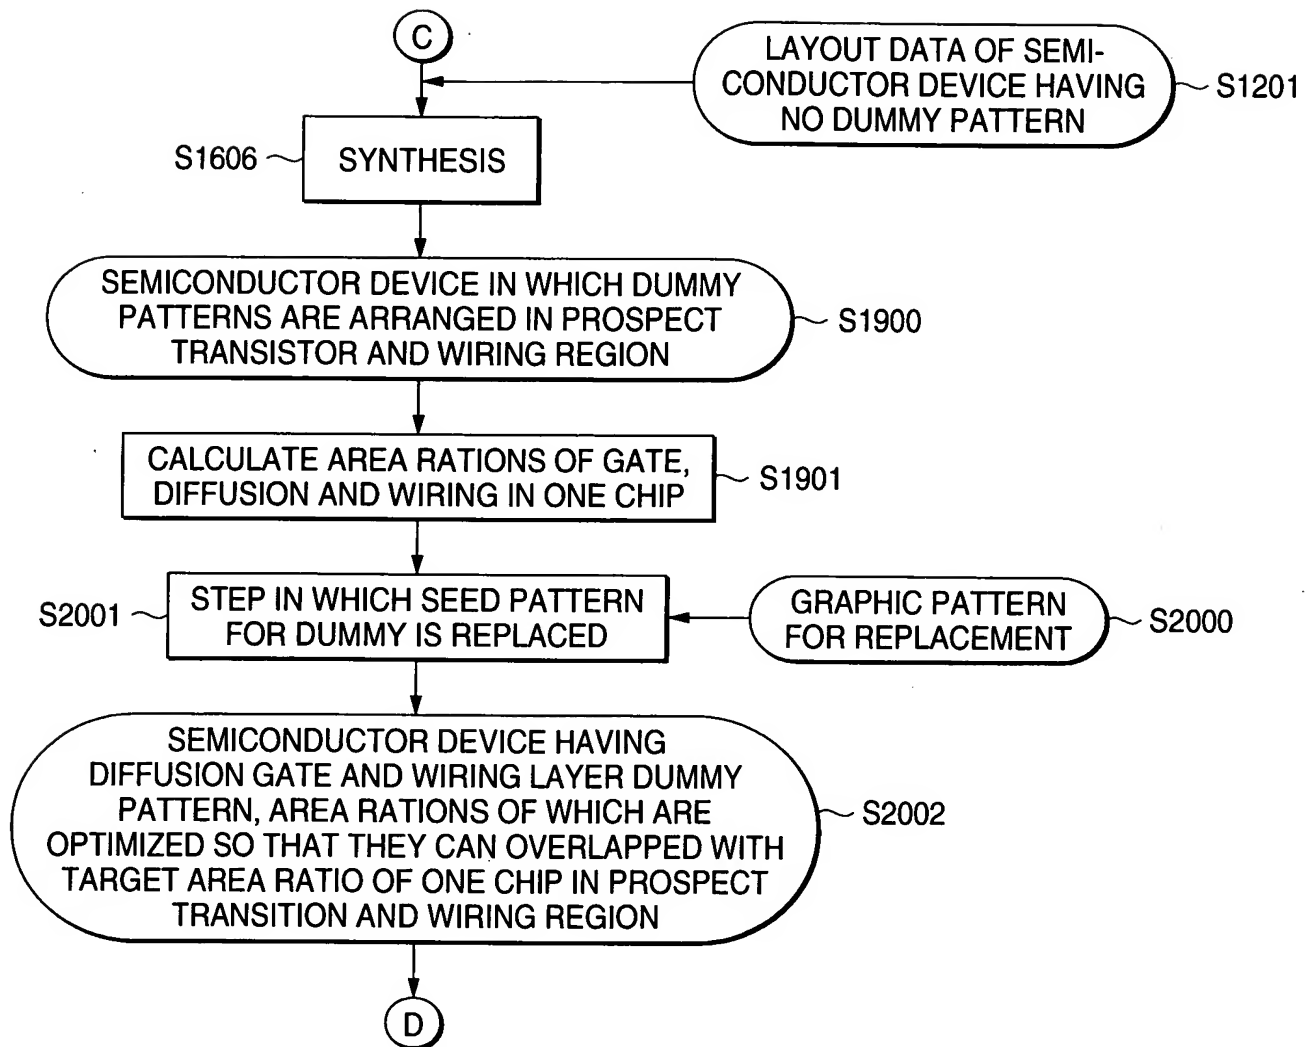 C
LAYOUT DATA OF SEMI-
CONDUCTOR DEVICE HAVING
NO DUMMY PATTERN
S1201
S1606
SYNTHESIS
SEMICONDUCTOR DEVICE IN WHICH DUMMY
PATTERNS ARE ARRANGED IN PROSPECT
TRANSISTOR AND WIRING REGION
S1900
CALCULATE AREA RATIONS OF GATE,
DIFFUSION AND WIRING IN ONE CHIP
S1901
S2001
STEP IN WHICH SEED PATTERN
FOR DUMMY IS REPLACED
GRAPHIC PATTERN
FOR REPLACEMENT
S2000
SEMICONDUCTOR DEVICE HAVING
DIFFUSION GATE AND WIRING LAYER DUMMY
PATTERN, AREA RATIONS OF WHICH ARE
OPTIMIZED SO THAT THEY CAN OVERLAPPED WITH
TARGET AREA RATIO OF ONE CHIP IN PROSPECT
TRANSITION AND WIRING REGION
S2002
D